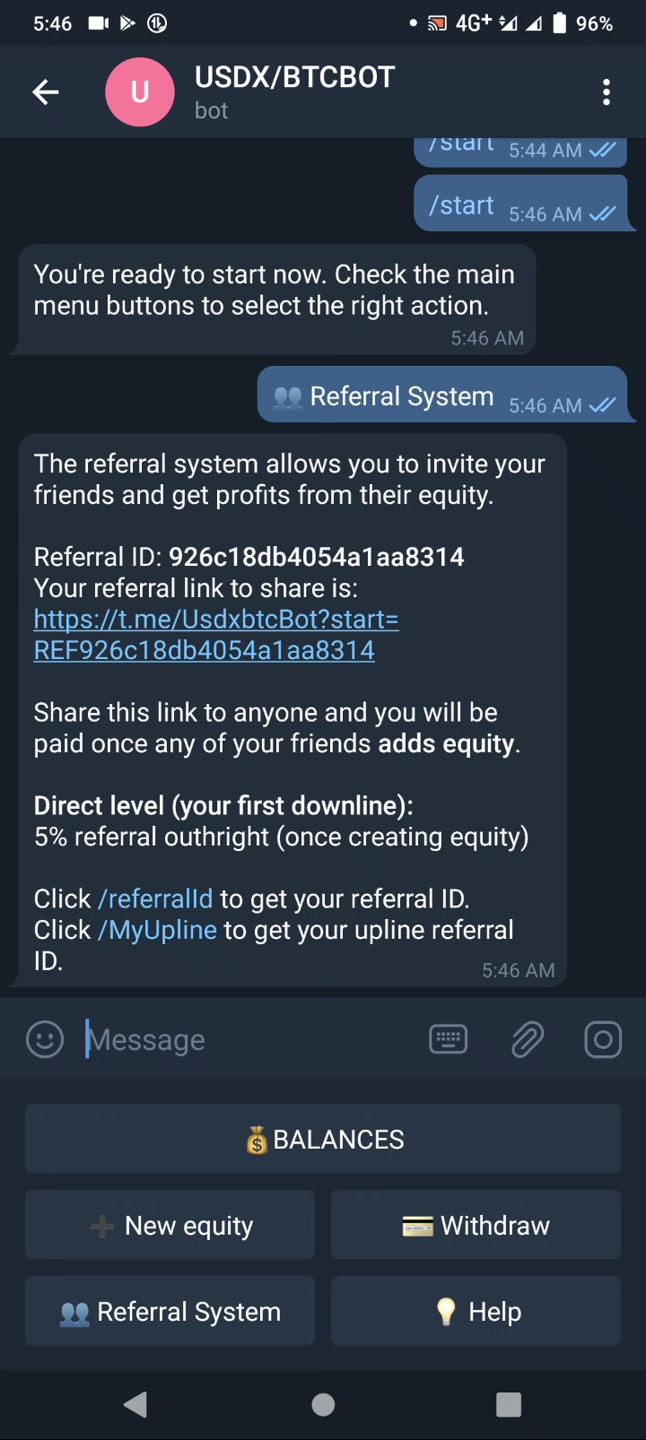 5:46
4G+ 96%
U
USDX/BTCBOT
bot
/start 5:44 AM
/start 5:46 AM
You're ready to start now. Check the main
menu buttons to select the right action.
5:46 AM
👥 Referral System 5:46 AM
The referral system allows you to invite your
friends and get profits from their equity.
Referral ID: 926c18db4054a1aa8314
Your referral link to share is:
https://t.me/UsdxbtcBot?start=
REF926c18db4054a1aa8314
Share this link to anyone and you will be
paid once any of your friends adds equity.
Direct level (your first downline):
5% referral outhright (once creating equity)
Click /referralId to get your referral ID.
Click /MyUpline to get your upline referral
ID.
5:46 AM
Message
💰BALANCES
➕ New equity
💳 Withdraw
👥 Referral System
💡 Help